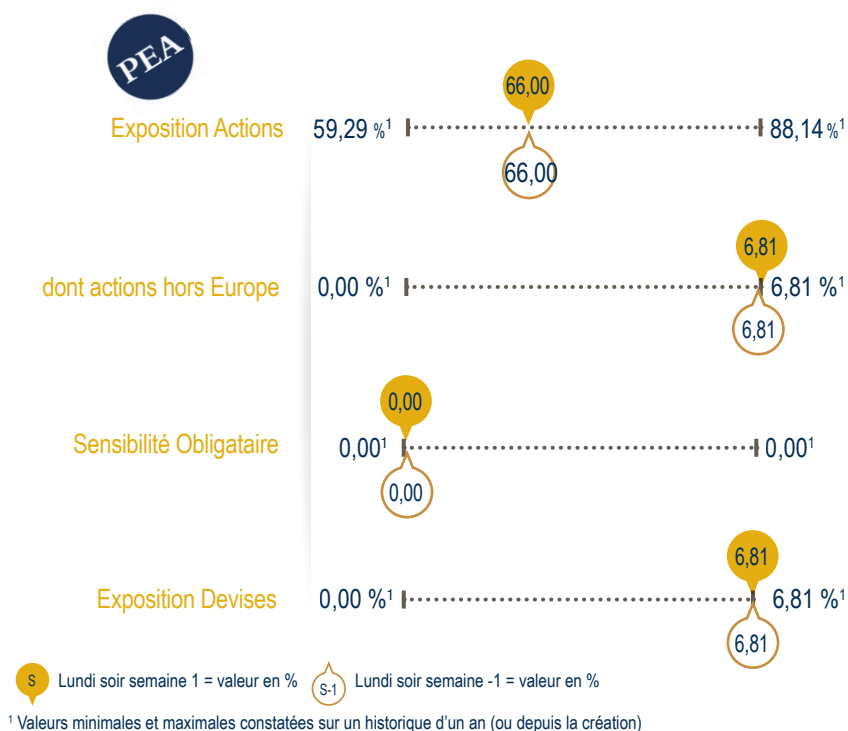 PEA
66,00
Exposition Actions 59,29 %¹ 88,14 %¹
66,00
6,81
dont actions hors Europe 0,00 %¹ 6,81 %¹
6,81
0,00
Sensibilité Obligataire 0,00¹ 0,00¹
0,00
6,81
Exposition Devises 0,00 %¹ 6,81 %¹
6,81
S Lundi soir semaine 1 = valeur en % S-1 Lundi soir semaine -1 = valeur en %
¹ Valeurs minimales et maximales constatées sur un historique d'un an (ou depuis la création)